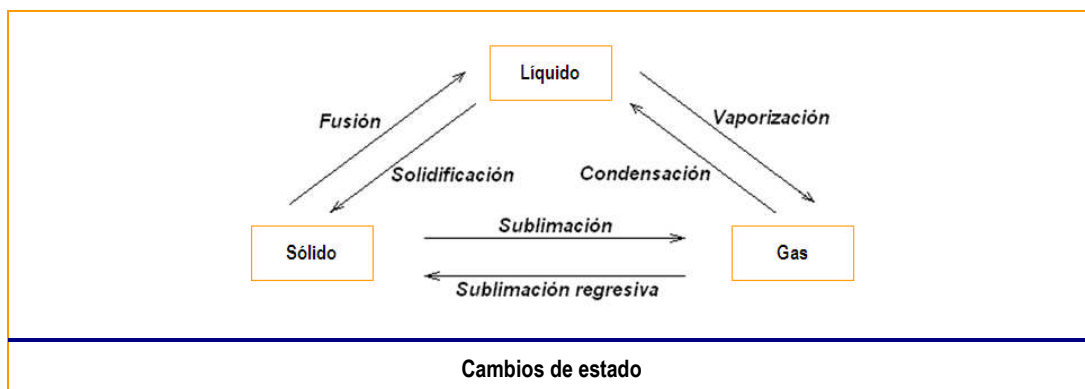 Líquido
Fusión
Vaporización
Solidificación
Condensación
Sublimación
Sólido
Gas
Sublimación regresiva
Cambios de estado